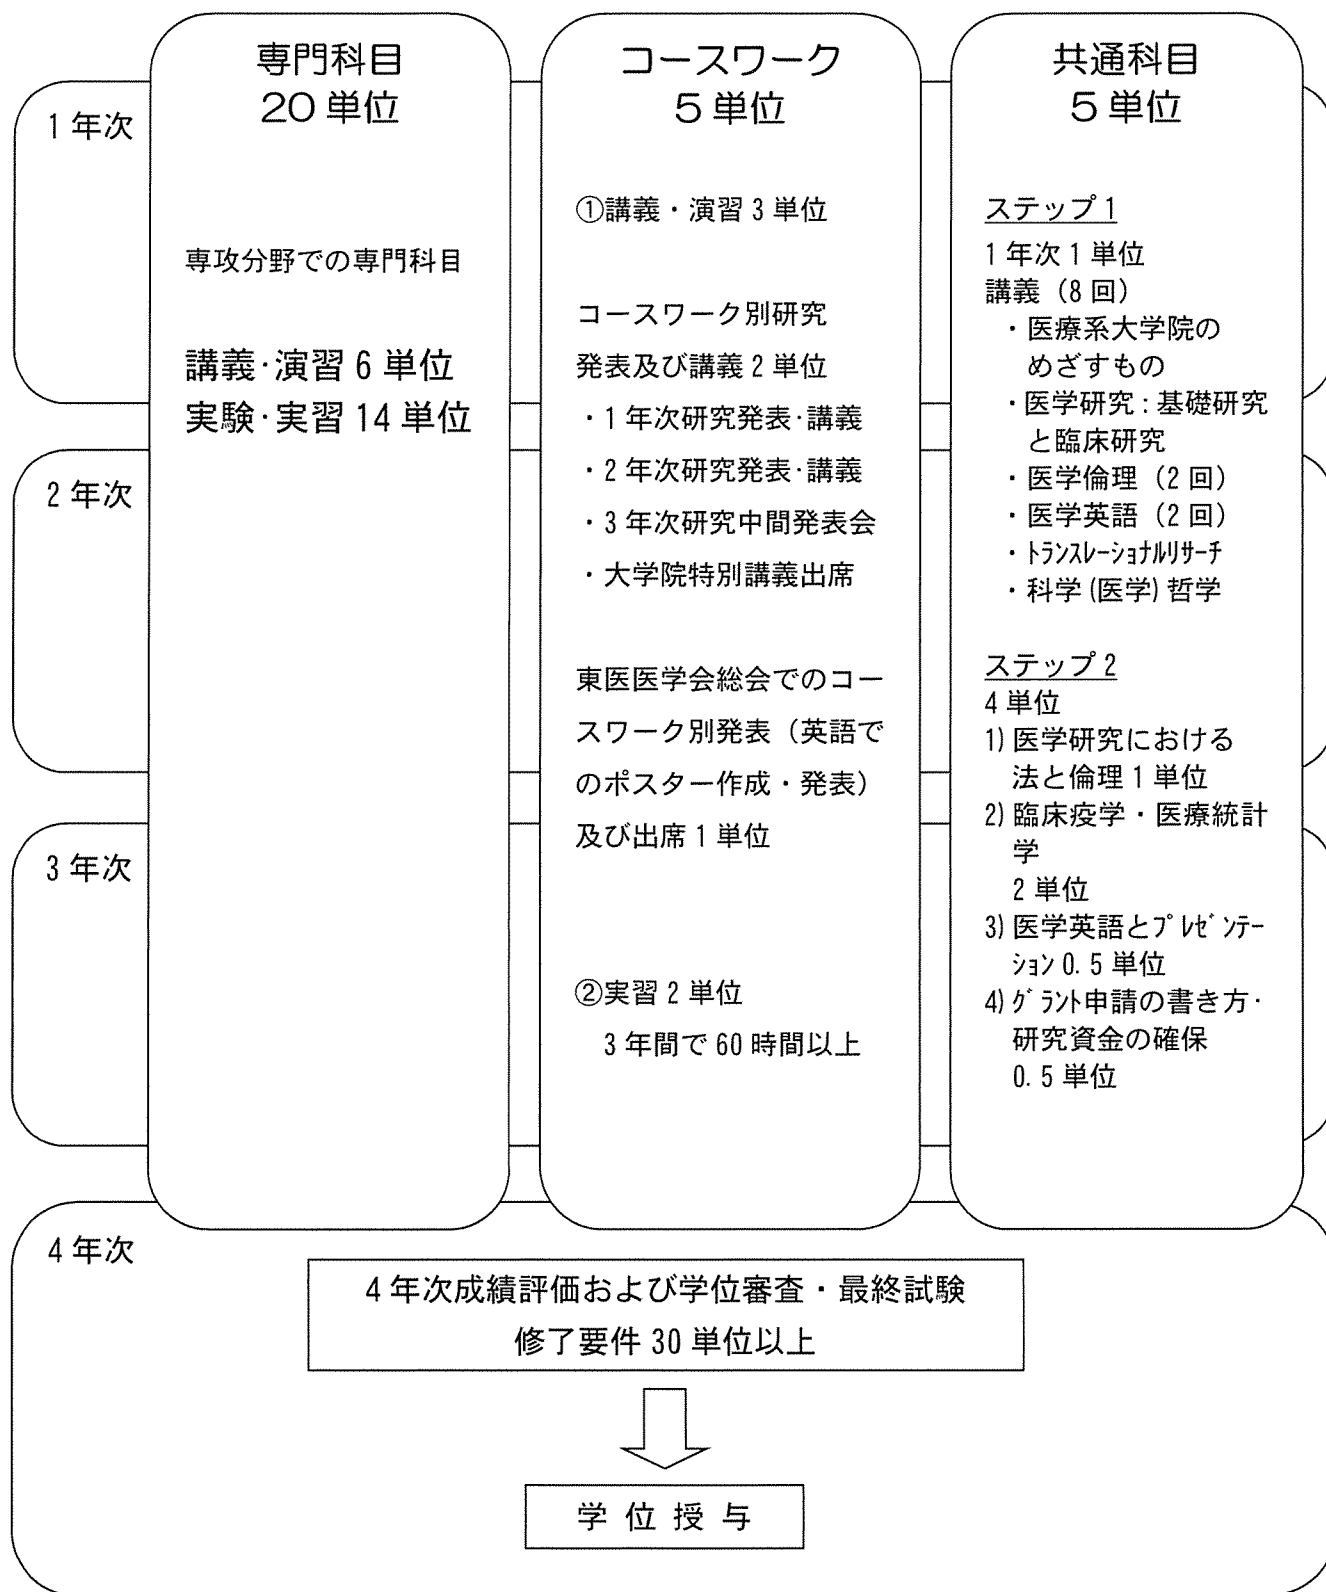 1年次
2年次
3年次
4年次
専門科目
20単位
専攻分野での専門科目
講義・演習6単位
実験・実習14単位
コースワーク
5単位
①講義・演習3単位
コースワーク別研究
発表及び講義2単位
・1年次研究発表・講義
・2年次研究発表・講義
・3年次研究中間発表会
・大学院特別講義出席
東医医学会総会でのコー
スワーク別発表（英語で
のポスター作成・発表）
及び出席1単位
②実習2単位
3年間で60時間以上
共通科目
5単位
ステップ1
1年次1単位
講義（8回）
・医療系大学院の
めざすもの
・医学研究：基礎研究
と臨床研究
・医学倫理（2回）
・医学英語（2回）
・ﾄﾗﾝｽﾚｰｼｮﾅﾙﾘｻｰﾁ
・科学(医学)哲学
ステップ2
4単位
1)医学研究における
法と倫理1単位
2)臨床疫学・医療統計
学
2単位
3)医学英語とﾌﾟﾚｾﾞﾝﾃｰ
ｼｮﾝ0.5単位
4)ｸﾞﾗﾝﾄ申請の書き方・
研究資金の確保
0.5単位
4年次成績評価および学位審査・最終試験
修了要件30単位以上
学位授与